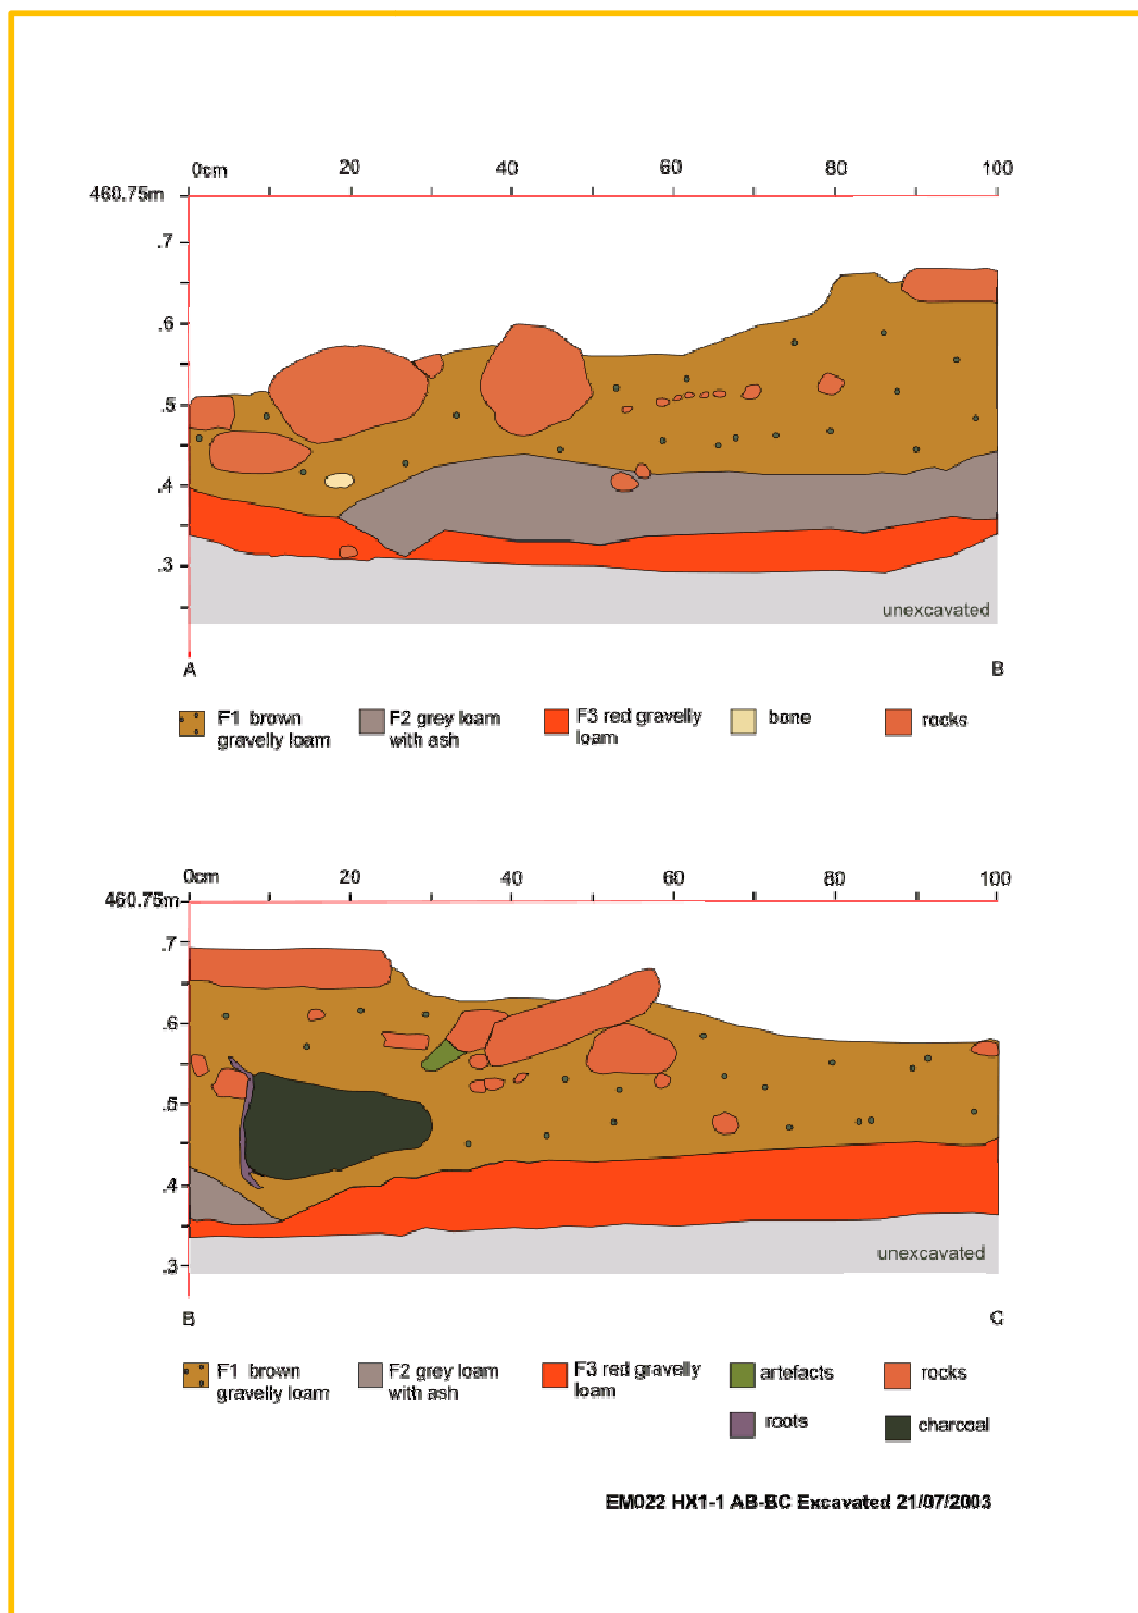 0cm 20 40 60 80 100
460.75m
.7
.6
.5
.4
.3
unexcavated
A B
F1 brown gravelly loam
F2 grey loam with ash
F3 red gravelly loam
bone
rocks
0cm 20 40 60 80 100
460.75m
.7
.6
.5
.4
.3
unexcavated
B C
F1 brown gravelly loam
F2 grey loam with ash
F3 red gravelly loam
artefacts
rocks
roots
charcoal
EM022 HX1-1 AB-BC Excavated 21/07/2003